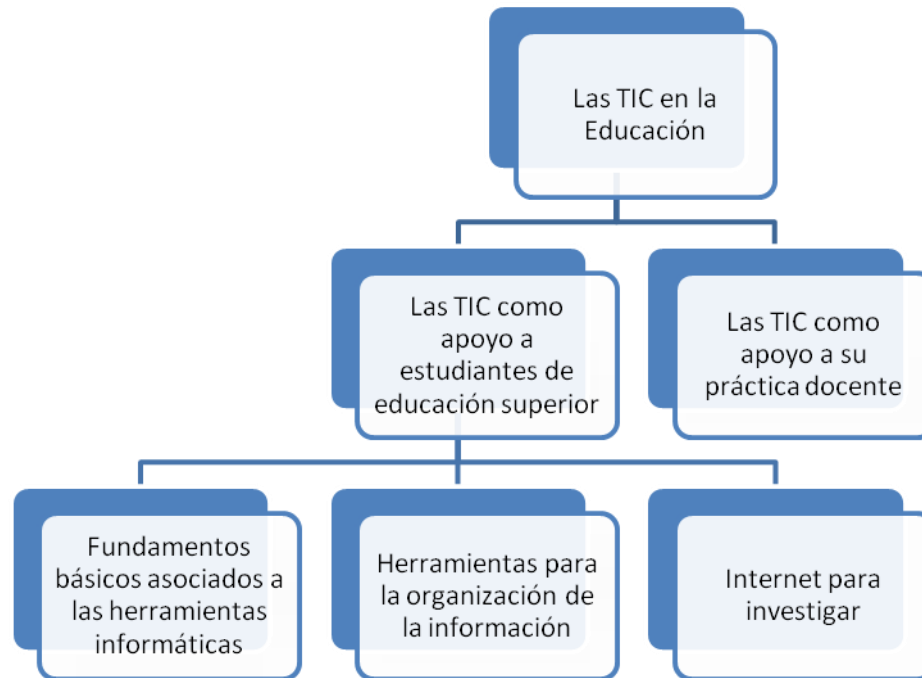 Las TIC en la
Educación
Las TIC como
apoyo a
estudiantes de
educación superior
Las TIC como
apoyo a su
práctica docente
Fundamentos
básicos asociados a
las herramientas
informáticas
Herramientas para
la organización de
la información
Internet para
investigar